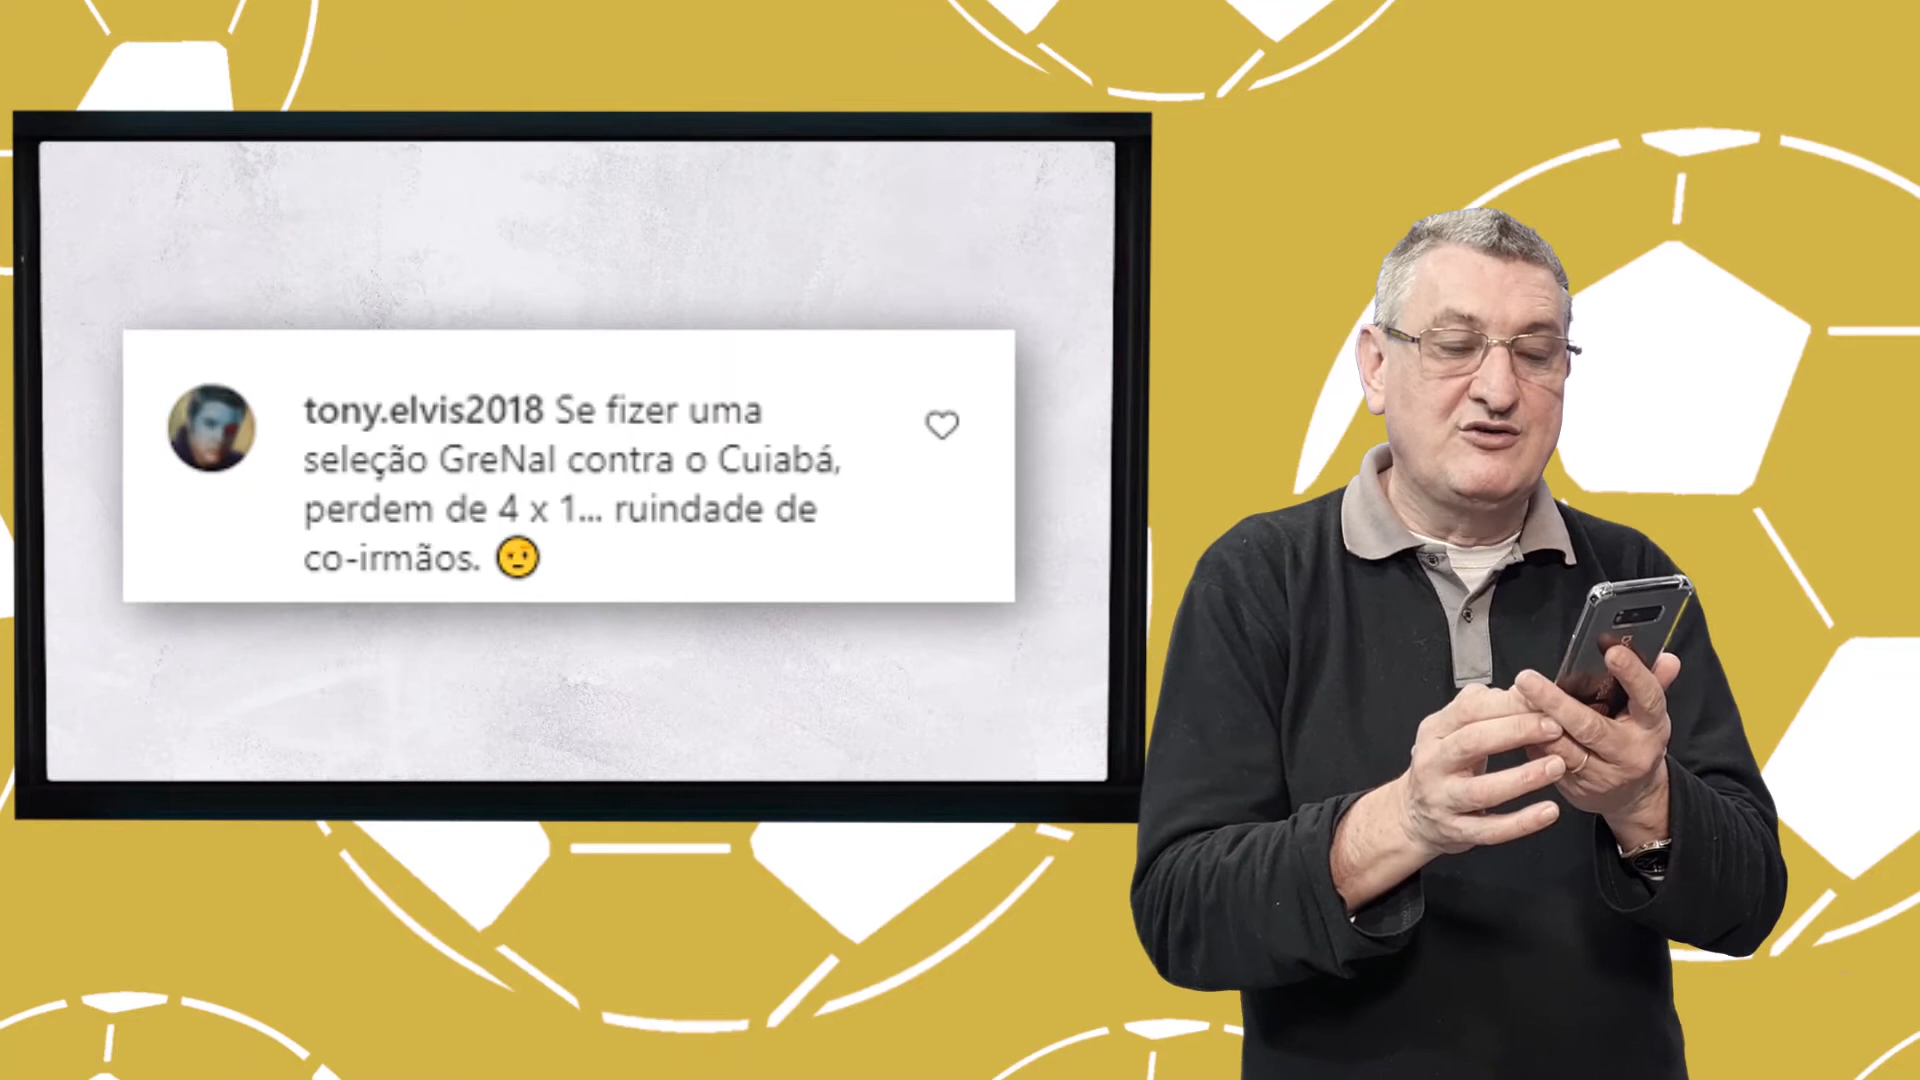 tony.elvis2018 Se fizer uma
seleção GreNal contra o Cuiabá,
perdem de 4 x 1... ruindade de
co-irmãos. 🤨